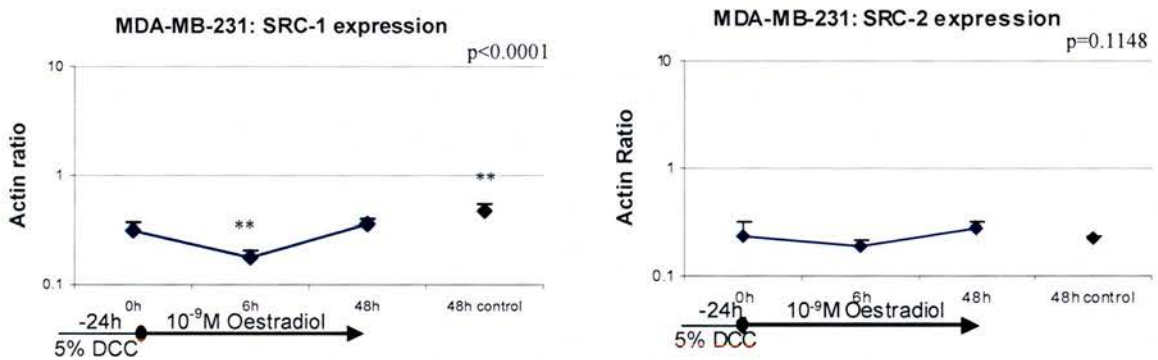 MDA-MB-231: SRC-1 expression
p<0.0001
Actin ratio
10
1
0.1
**
**
0h
6h
48h
48h control
-24h
10⁻⁹M Oestradiol
5% DCC
MDA-MB-231: SRC-2 expression
p=0.1148
Actin Ratio
10
1
0.1
0h
6h
48h
48h control
-24h
10⁻⁹M Oestradiol
5% DCC